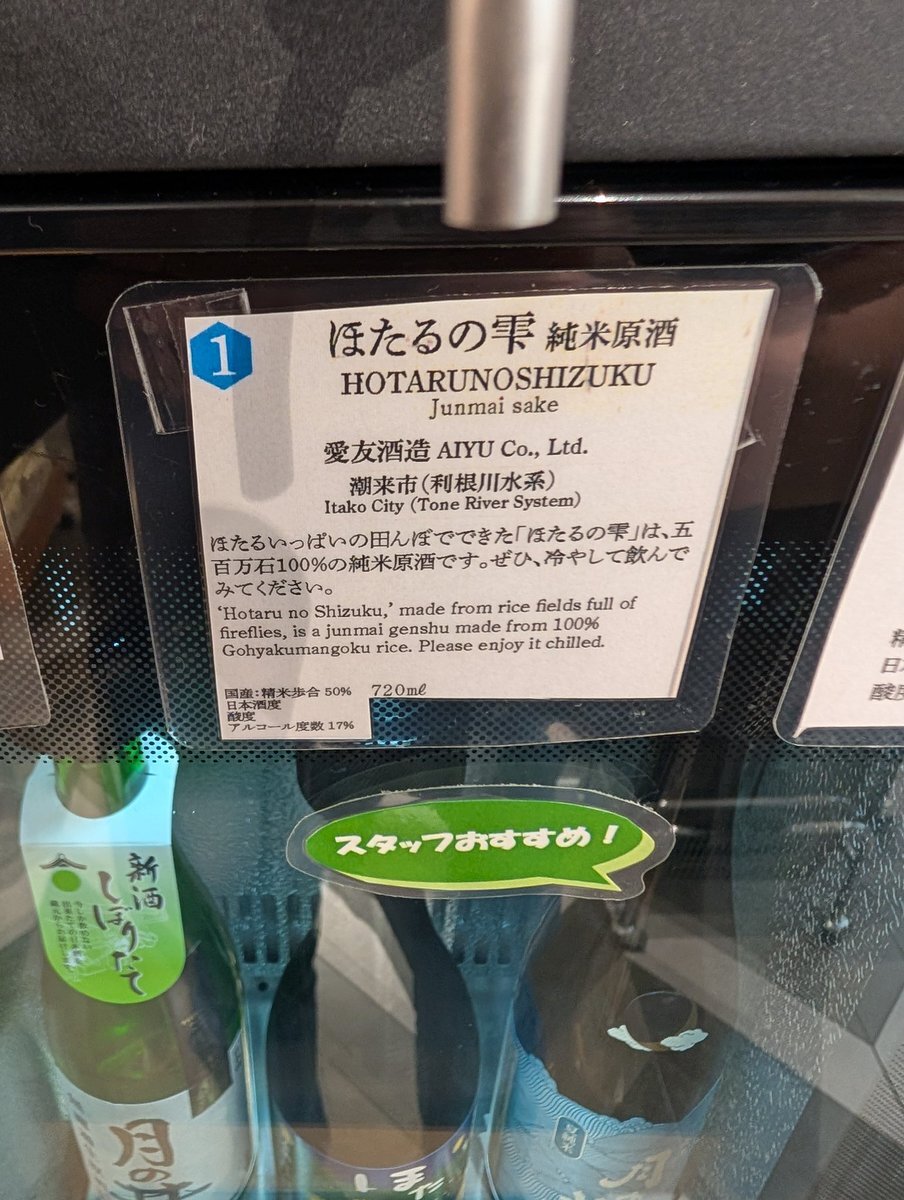 1
ほたるの雫 純米原酒
HOTARUNOSHIZUKU
Junmai sake
愛友酒造 AIYU Co., Ltd.
潮来市(利根川水系)
Itako City (Tone River System)
ほたるいっぱいの田んぼでできた「ほたるの雫」は、五
百万石100%の純米原酒です。ぜひ、冷やして飲んで
みてください。
‘Hotaru no Shizuku,’ made from rice fields full of
fireflies, is a junmai genshu made from 100%
Gohyakumangoku rice. Please enjoy it chilled.
国産:精米歩合 50% 720㎖
日本酒度
酸度
アルコール度数 17%
スタッフおすすめ!
新酒
しぼりたて
月の